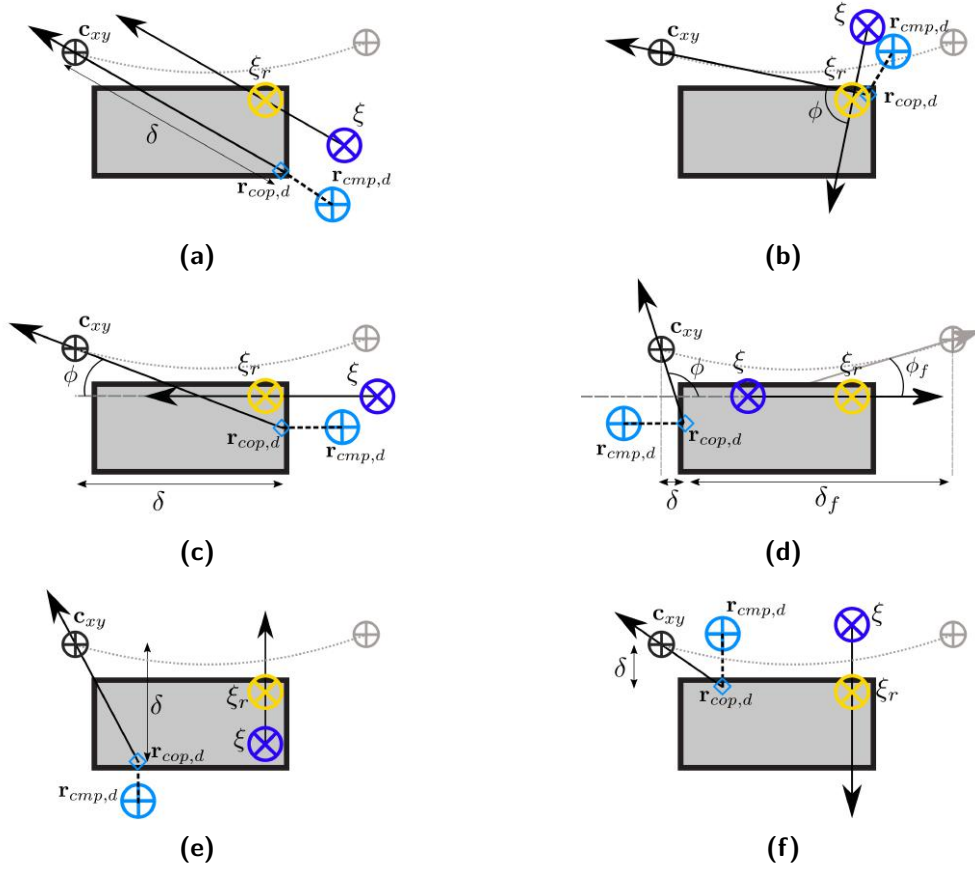 c_xy
ξ_r
ξ
δ
r_cop,d
r_cmp,d
(a)
ξ
r_cmp,d
c_xy
ξ_r
r_cop,d
ϕ
(b)
c_xy
ϕ
ξ_r
ξ
r_cop,d
r_cmp,d
δ
(c)
c_xy
ϕ
ξ
ξ_r
ϕ_f
r_cop,d
r_cmp,d
δ
δ_f
(d)
c_xy
δ
ξ_r
ξ
r_cop,d
r_cmp,d
(e)
c_xy
r_cmp,d
ξ
δ
r_cop,d
ξ_r
(f)